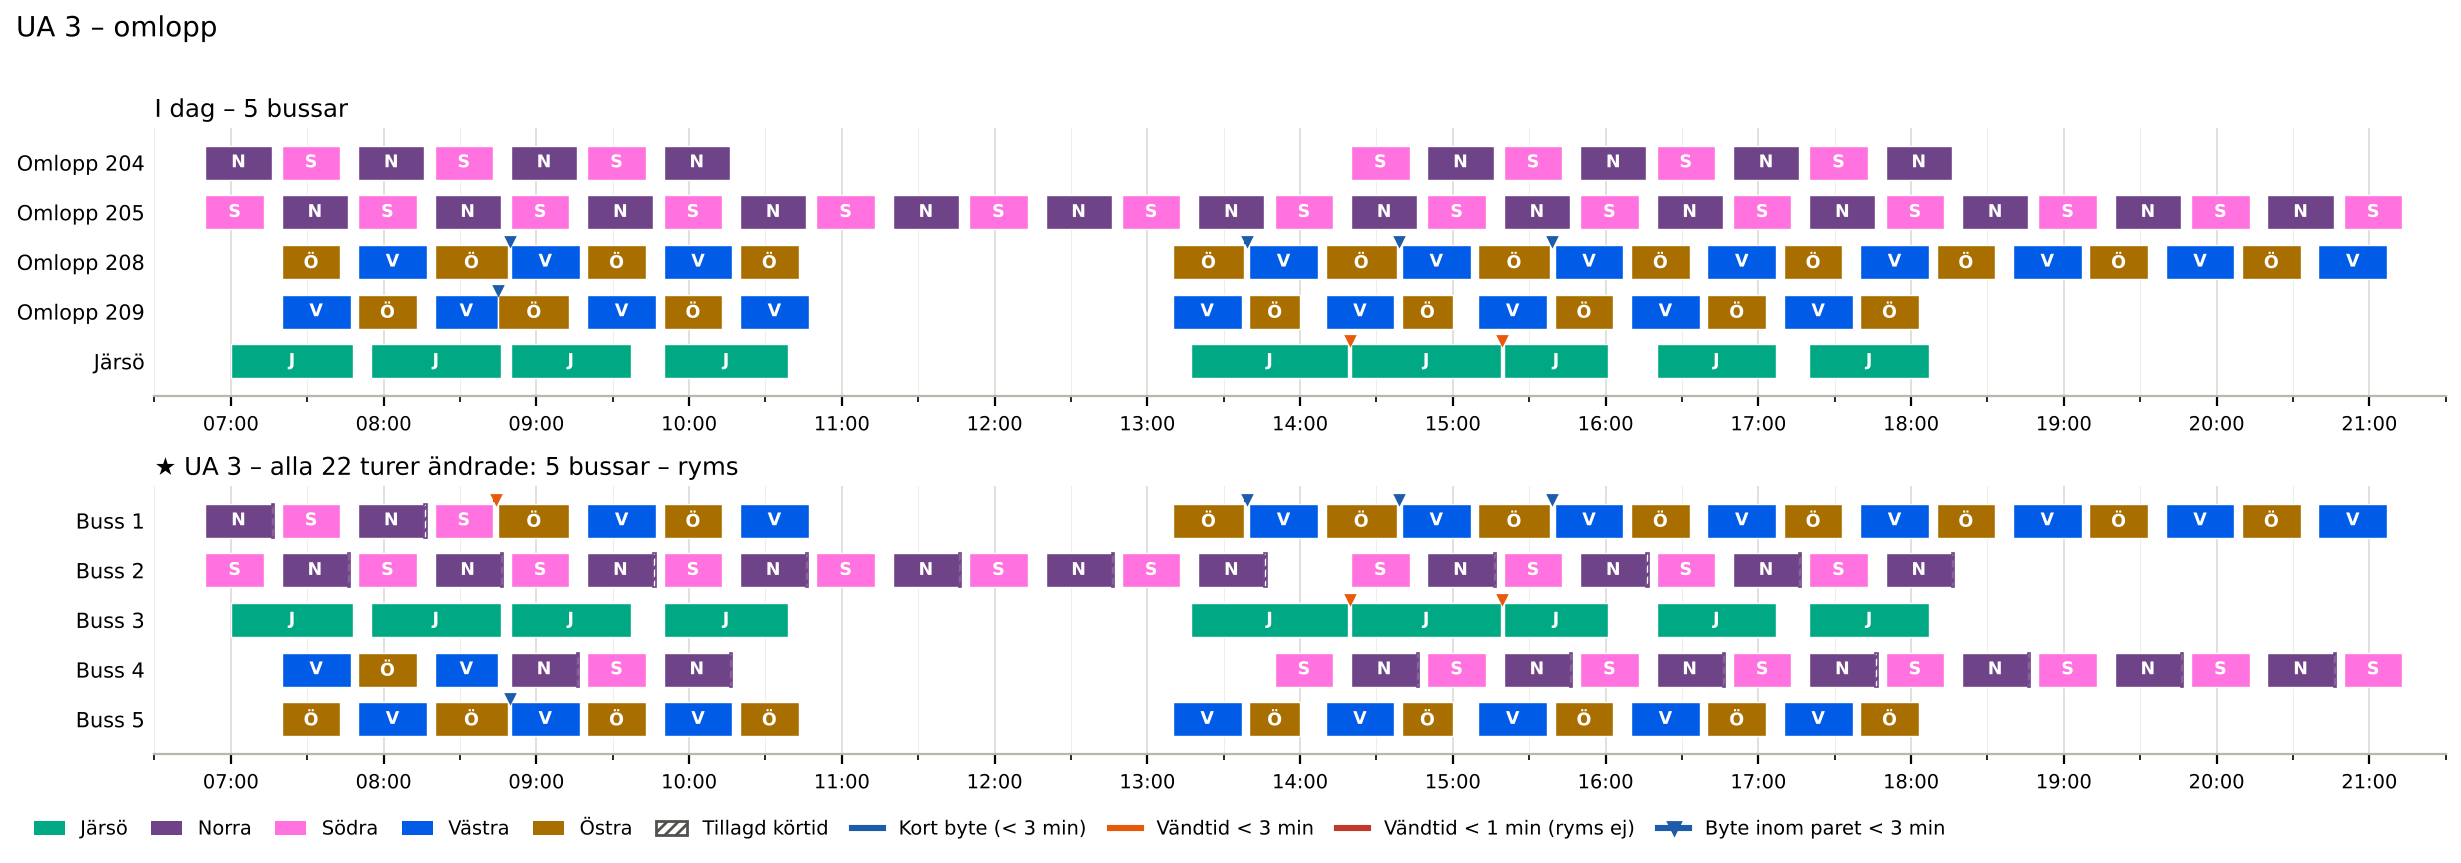 UA 3 – omlopp
I dag – 5 bussar
Omlopp 204 N S N S N S N S N S N S N S N
Omlopp 205 S N S N S N S N S N S N S N S N S N S N S N S N S N S N S
Omlopp 208 Ö V Ö V Ö V Ö Ö V Ö V Ö V Ö V Ö V Ö V Ö V Ö V
Omlopp 209 V Ö V Ö V Ö V V Ö V Ö V Ö V Ö V Ö
Järsö J J J J J J J J J
07:00 08:00 09:00 10:00 11:00 12:00 13:00 14:00 15:00 16:00 17:00 18:00 19:00 20:00 21:00
★ UA 3 – alla 22 turer ändrade: 5 bussar – ryms
Buss 1 N S N S Ö V Ö V Ö V Ö V Ö V Ö V Ö V Ö V Ö V Ö V
Buss 2 S N S N S N S N S N S N S N S N S N S N S N
Buss 3 J J J J J J J J J
Buss 4 V Ö V N S N S N S N S N S N S N S N S N S
Buss 5 Ö V Ö V Ö V Ö V Ö V Ö V Ö V Ö V Ö
07:00 08:00 09:00 10:00 11:00 12:00 13:00 14:00 15:00 16:00 17:00 18:00 19:00 20:00 21:00
Järsö Norra Södra Västra Östra Tillagd körtid Kort byte (< 3 min) Vändtid < 3 min Vändtid < 1 min (ryms ej) Byte inom paret < 3 min